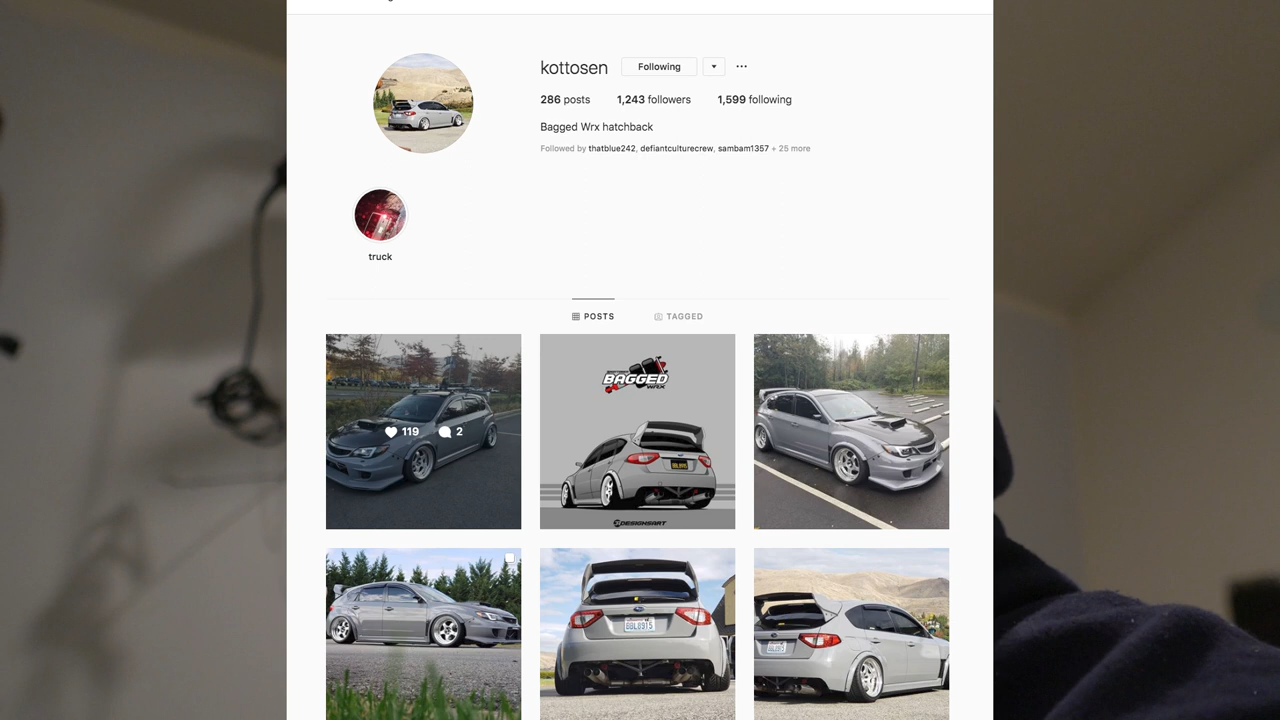 kottosen Following
286 posts 1,243 followers 1,599 following
Bagged Wrx hatchback
Followed by thatblue242, defiantculturecrew, sambam1357 + 25 more
truck
POSTS TAGGED
119 2
BAGGED
WRX
DESIGNSART